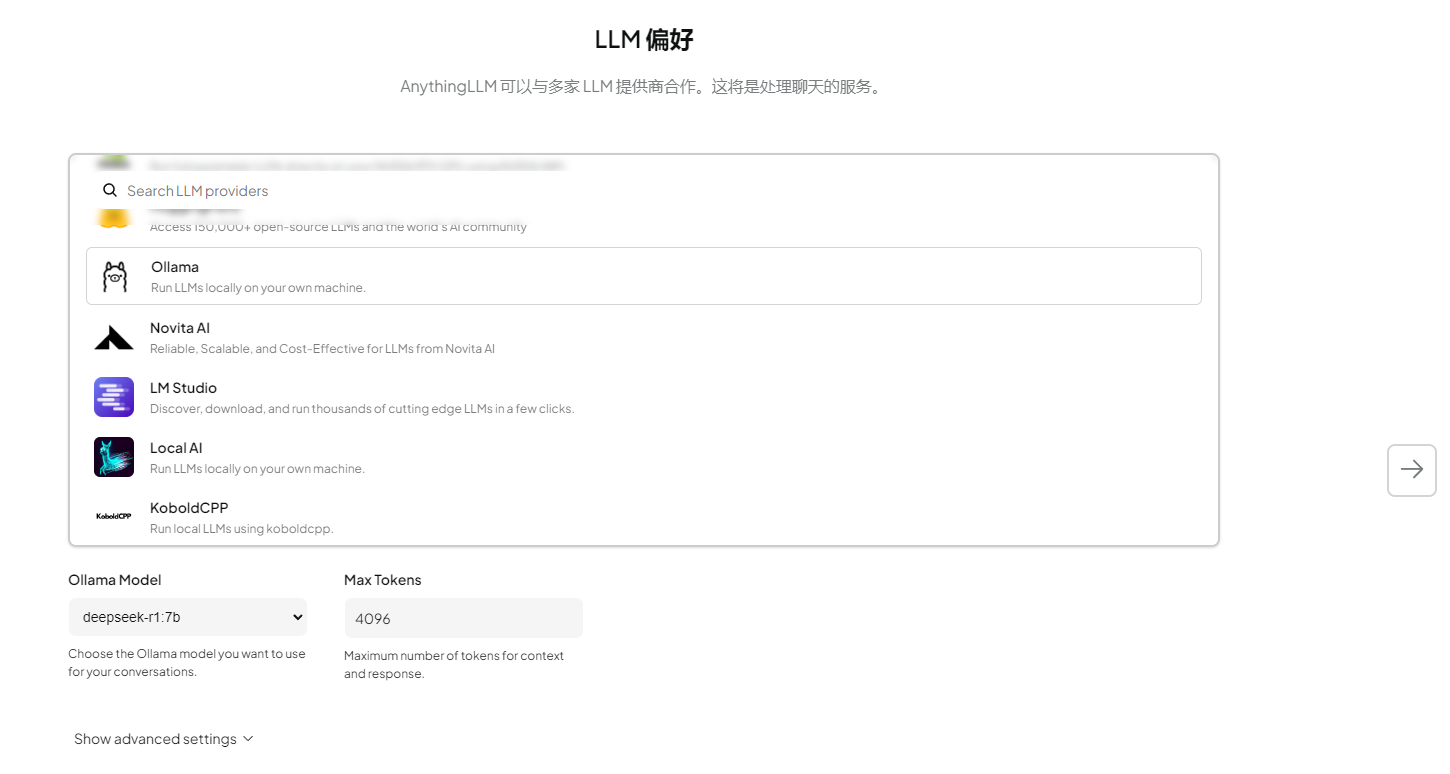 LLM 偏好
AnythingLLM 可以与多家 LLM 提供商合作。这将是处理聊天的服务。
Search LLM providers
Access 150,000+ open-source LLMs and the world's AI community
Ollama
Run LLMs locally on your own machine.
Novita AI
Reliable, Scalable, and Cost-Effective for LLMs from Novita AI
LM Studio
Discover, download, and run thousands of cutting edge LLMs in a few clicks.
Local AI
Run LLMs locally on your own machine.
KoboldCPP
KoboldCPP
Run local LLMs using koboldcpp.
Ollama Model
Max Tokens
deepseek-r1:7b
4096
Choose the Ollama model you want to use
for your conversations.
Maximum number of tokens for context
and response.
Show advanced settings